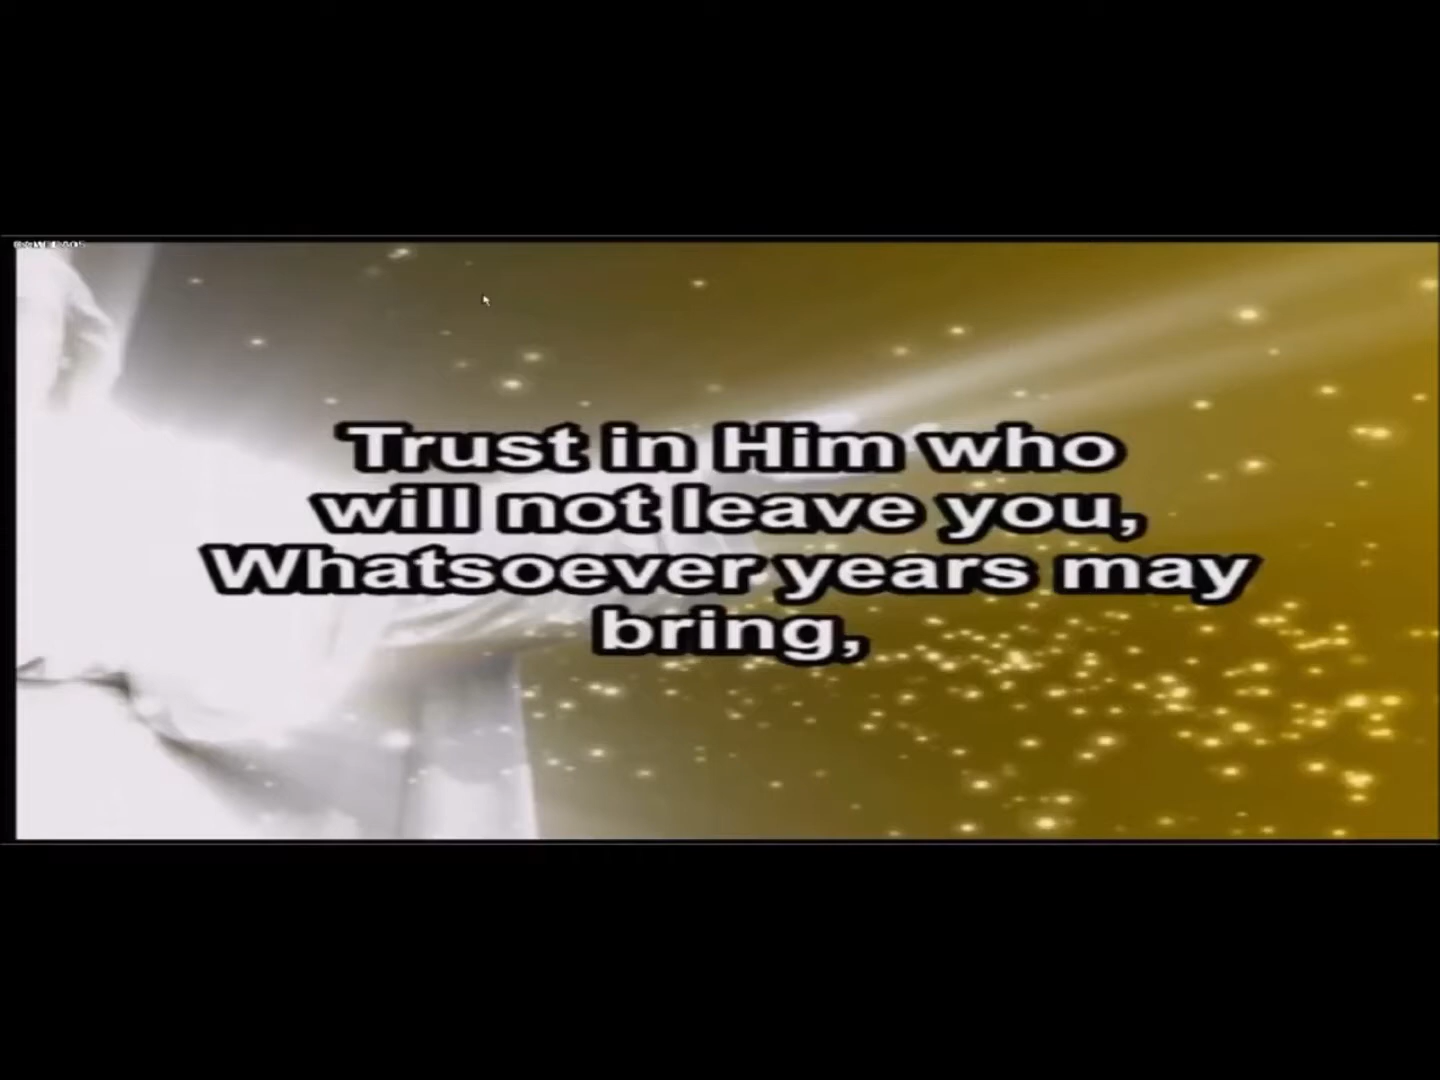 Trust in Him who
will not leave you,
Whatsoever years may
bring,